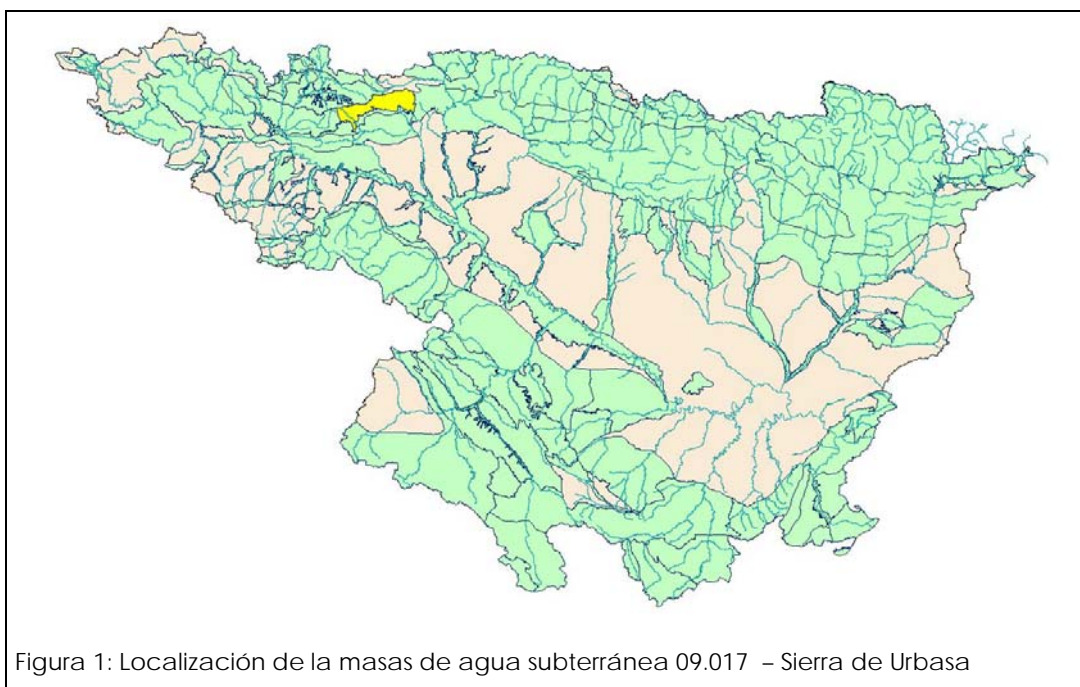 Figura 1: Localización de la masas de agua subterránea 09.017 – Sierra de Urbasa